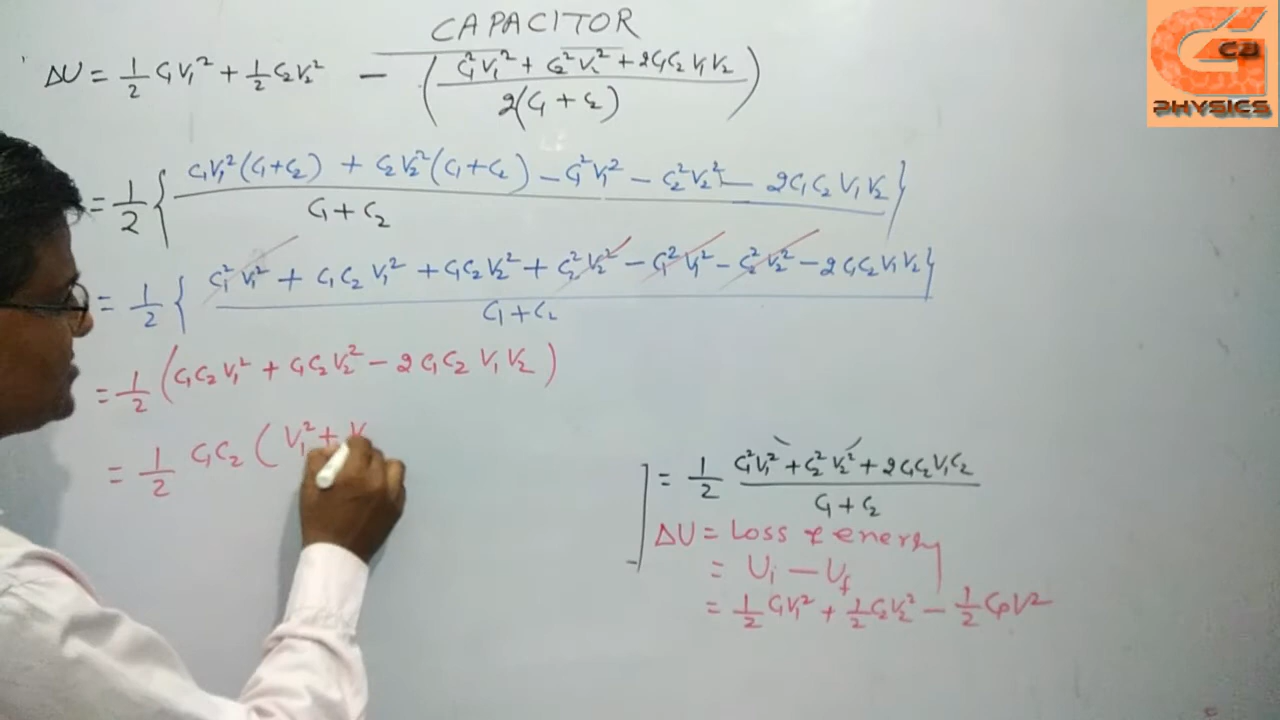 CAPACITOR
ΔU = 1/2 C₁V₁² + 1/2 C₂V₂² - (C₁²V₁² + C₂²V₂² + 2C₁C₂V₁V₂ / 2(C₁ + C₂))
= 1/2 { C₁V₁²(C₁+C₂) + C₂V₂²(C₁+C₂) - C₁²V₁² - C₂²V₂² - 2C₁C₂V₁V₂ / C₁+C₂ }
= 1/2 { C₁²V₁² + C₁C₂V₁² + C₁C₂V₂² + C₂²V₂² - C₁²V₁² - C₂²V₂² - 2C₁C₂V₁V₂ / C₁+C₂ }
= 1/2 (C₁C₂V₁² + C₁C₂V₂² - 2C₁C₂V₁V₂)
= 1/2 C₁C₂ (V₁² + V
= 1/2 C₁²V₁² + C₂²V₂² + 2C₁C₂V₁C₂ / C₁+C₂
ΔU = Loss of energy
= Ui - Uf
= 1/2 C₁V₁² + 1/2 C₂V₂² - 1/2 CpV²
PHYSICS